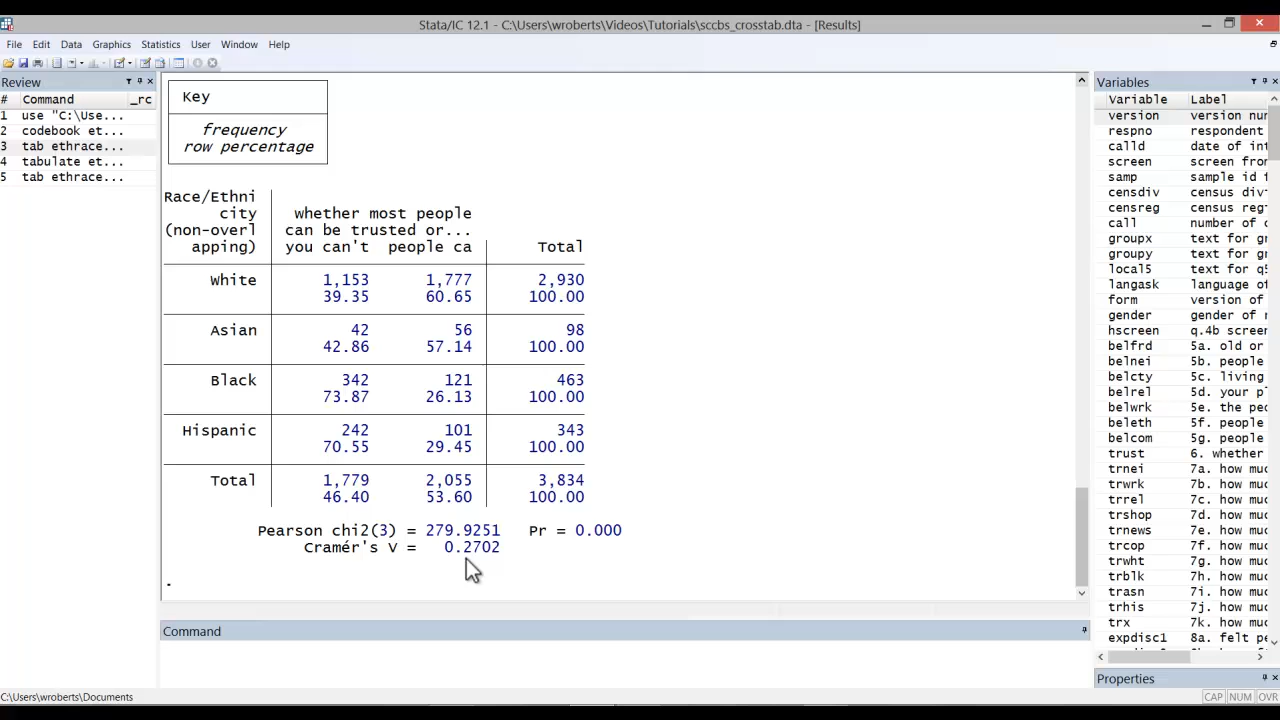 Stata/IC 12.1 - C:\Users\wroberts\Videos\Tutorials\sccbs_crosstab.dta - [Results]
File Edit Data Graphics Statistics User Window Help
Review
# Command _rc
1 use "C:\Use...
2 codebook et...
3 tab ethrace...
4 tabulate et...
5 tab ethrace...
Key
frequency
row percentage
Race/Ethni
city whether most people
(non-overl can be trusted or...
apping) you can't people ca Total
White 1,153 1,777 2,930
39.35 60.65 100.00
Asian 42 56 98
42.86 57.14 100.00
Black 342 121 463
73.87 26.13 100.00
Hispanic 242 101 343
70.55 29.45 100.00
Total 1,779 2,055 3,834
46.40 53.60 100.00
Pearson chi2(3) = 279.9251 Pr = 0.000
Cramér's V = 0.2702
.
Command
Variables
Variable Label
version version num
respno respondent
calld date of int
screen screen from
samp sample id f
censdiv census divi
censreg census regi
call number of c
groupx text for gr
groupy text for gr
local5 text for q5
langask language of
form version of
gender gender of r
hscreen q.4b screen
belfrd 5a. old or
belnei 5b. people
belcty 5c. living
belrel 5d. your pl
belwrk 5e. the peo
beleth 5f. people
belcom 5g. people
trust 6. whether
trnei 7a. how muc
trwrk 7b. how muc
trrel 7c. how muc
trshop 7d. how muc
trnews 7e. how muc
trcop 7f. how muc
trwht 7g. how muc
trblk 7h. how muc
trasn 7i. how muc
trhis 7j. how muc
trx 7k. how muc
expdisc1 8a. felt pe
Properties
C:\Users\wroberts\Documents
CAP NUM OVR